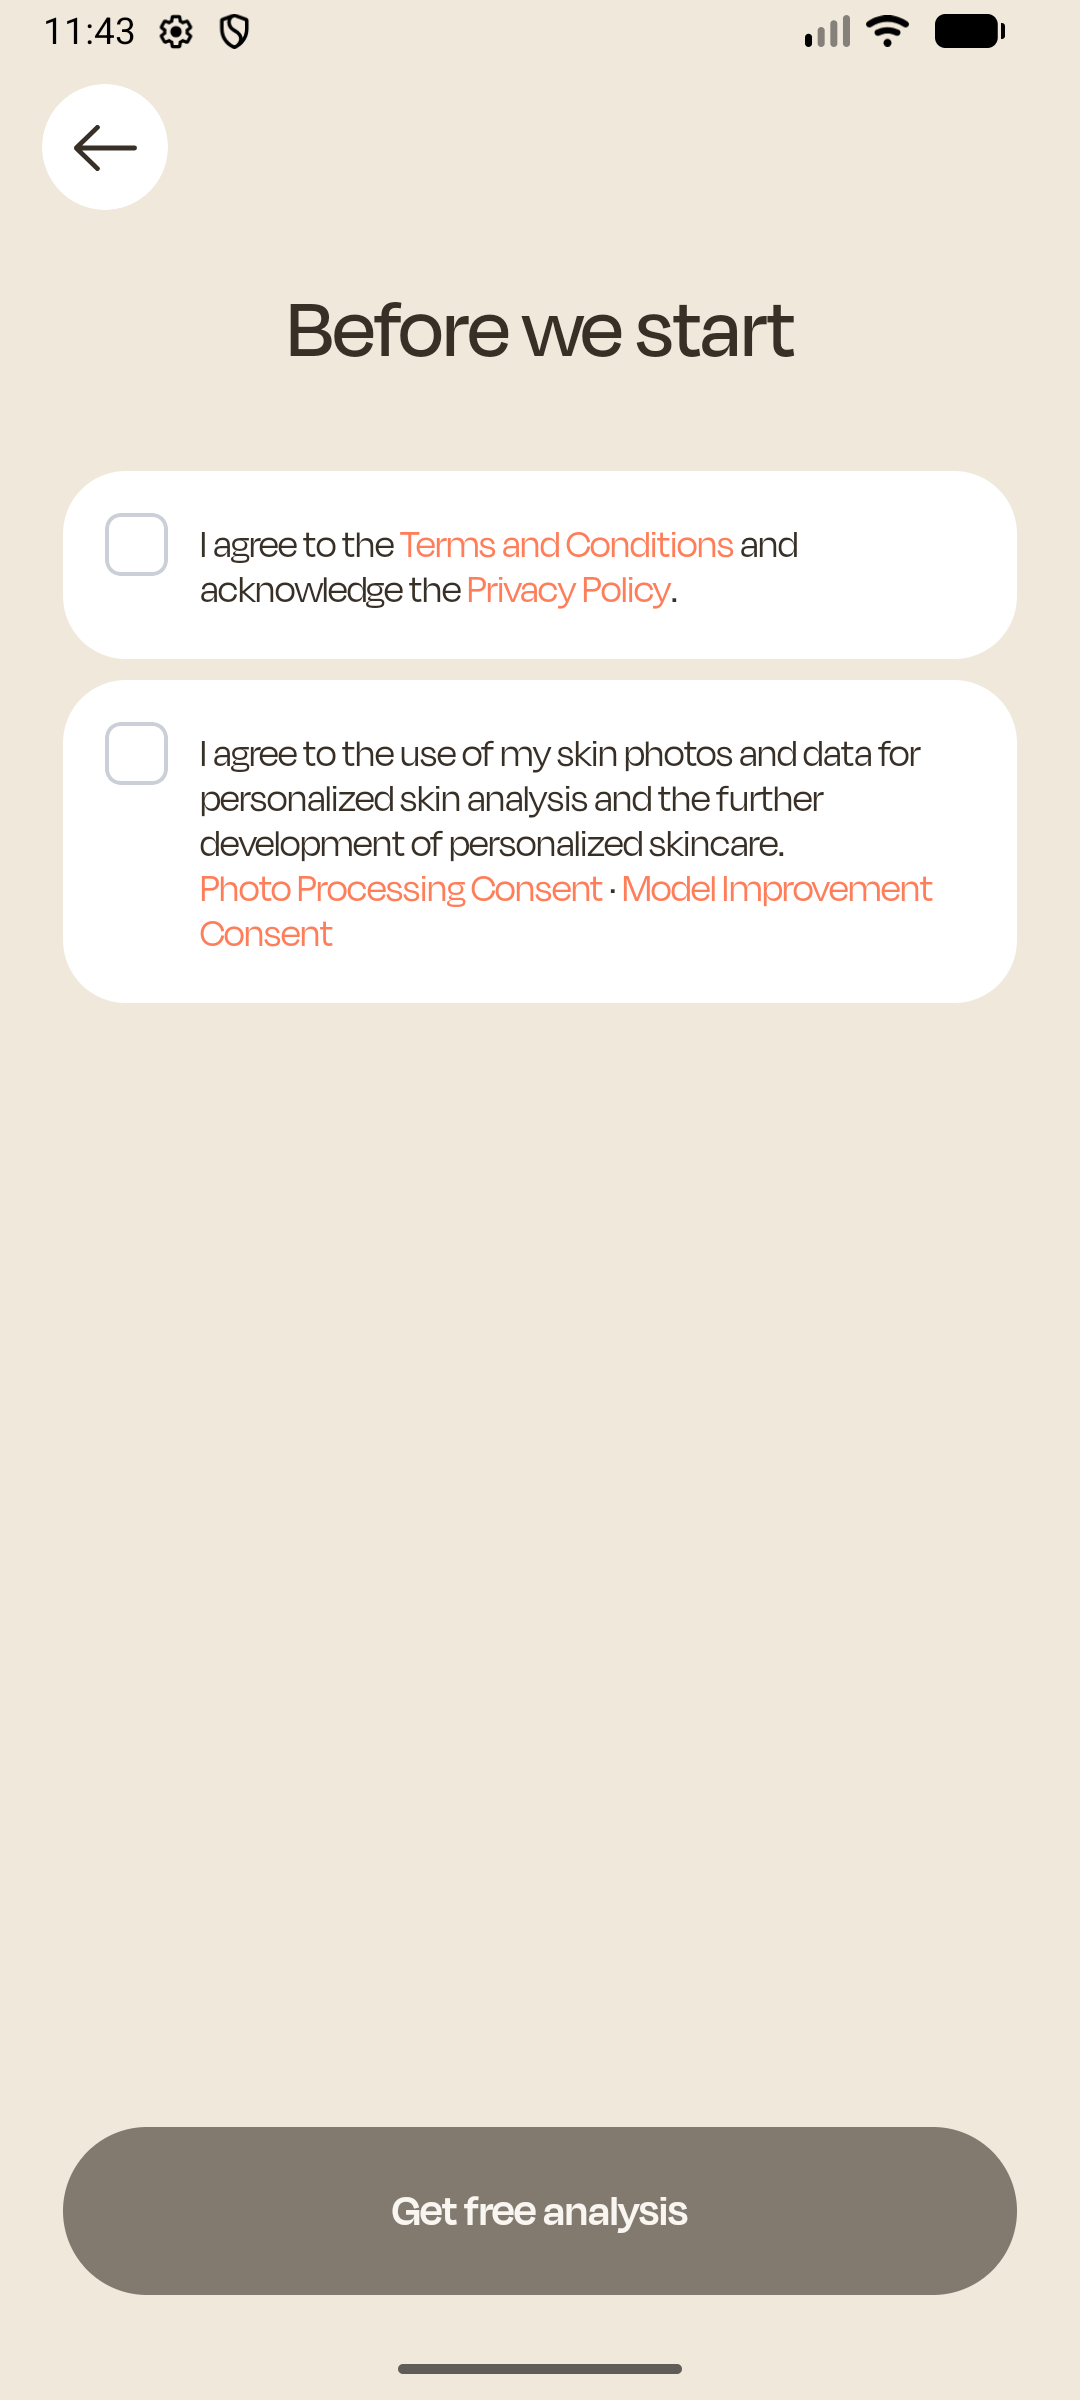 11:43
Before we start
I agree to the Terms and Conditions and
acknowledge the Privacy Policy.
I agree to the use of my skin photos and data for
personalized skin analysis and the further
development of personalized skincare.
Photo Processing Consent · Model Improvement
Consent
Get free analysis